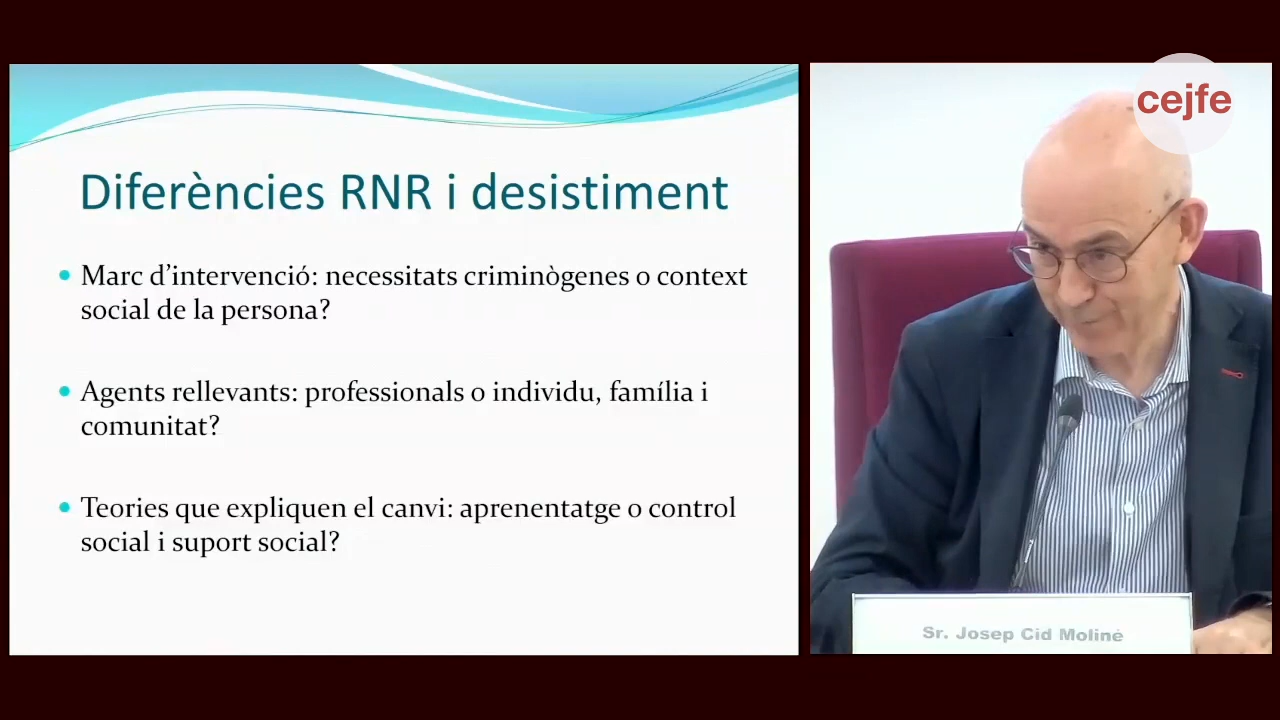 Diferències RNR i desistiment
Marc d'intervenció: necessitats criminògenes o context
social de la persona?
Agents rellevants: professionals o individu, família i
comunitat?
Teories que expliquen el canvi: aprenentatge o control
social i suport social?
cejfe
Sr. Josep Cid Moliné